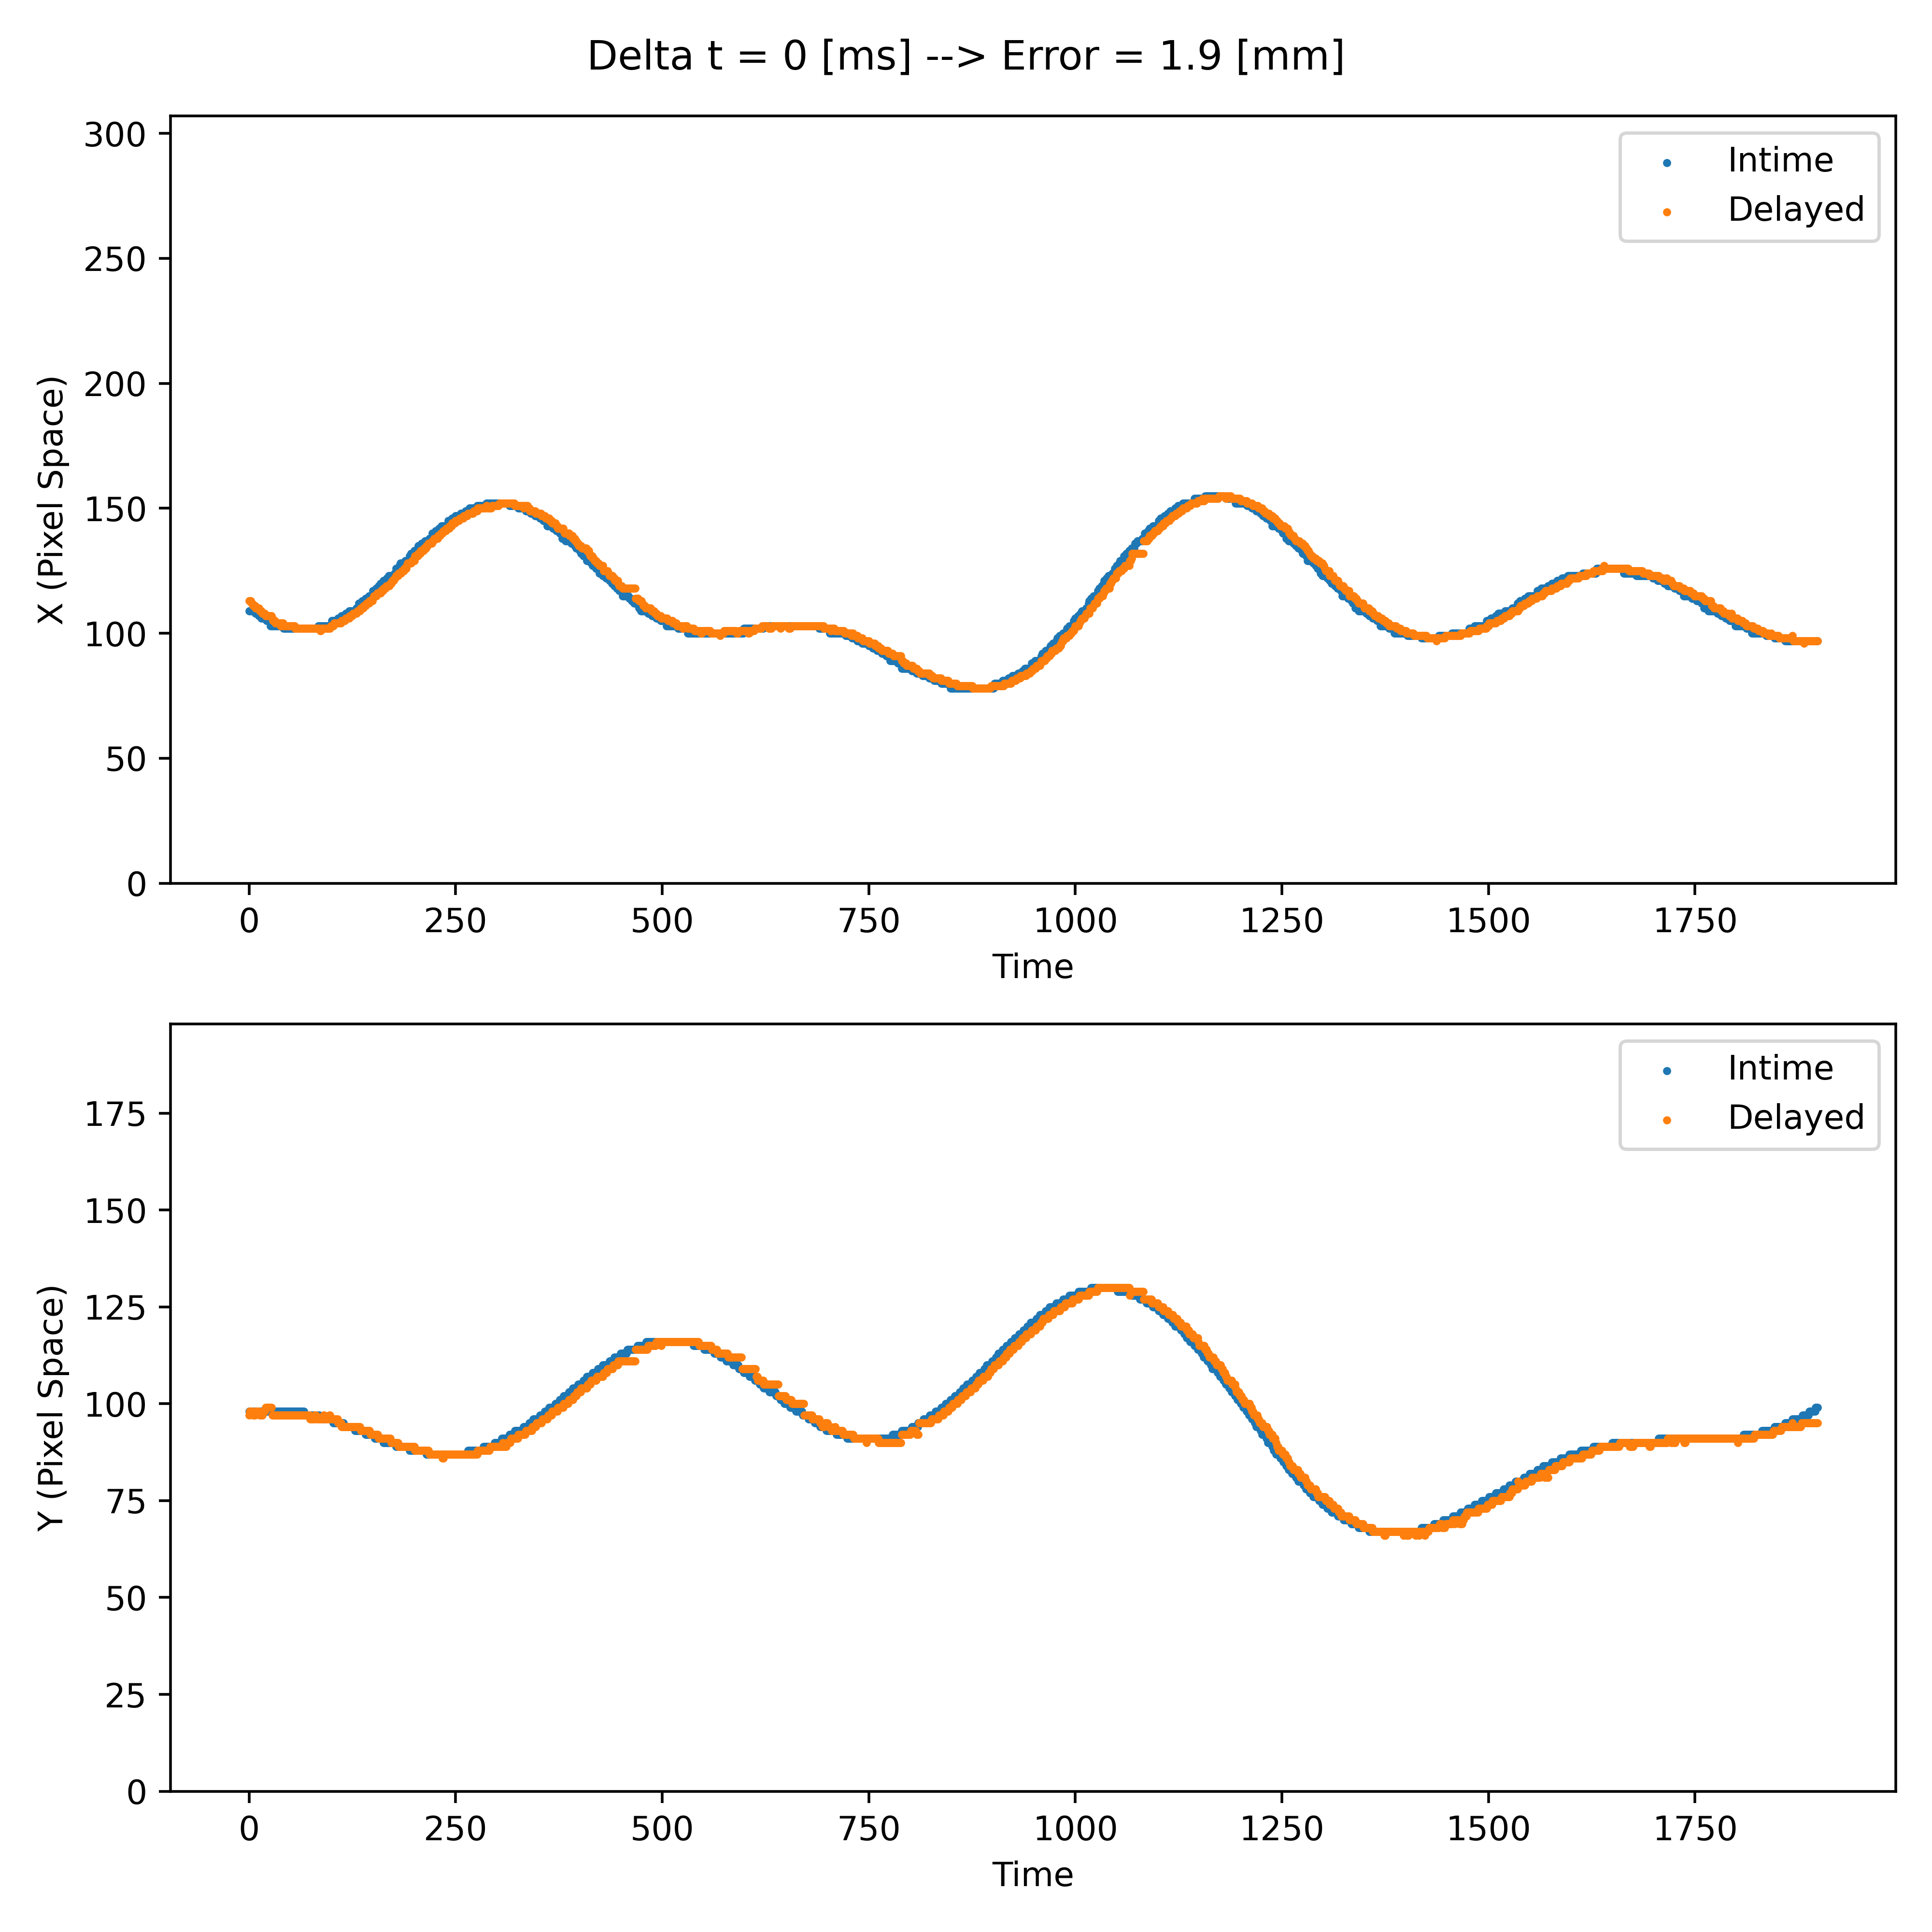 Delta t = 0 [ms] --> Error = 1.9 [mm]
300
250
200
150
100
50
0
X (Pixel Space)
Intime
Delayed
0 250 500 750 1000 1250 1500 1750
Time
175
150
125
100
75
50
25
0
Y (Pixel Space)
Intime
Delayed
0 250 500 750 1000 1250 1500 1750
Time